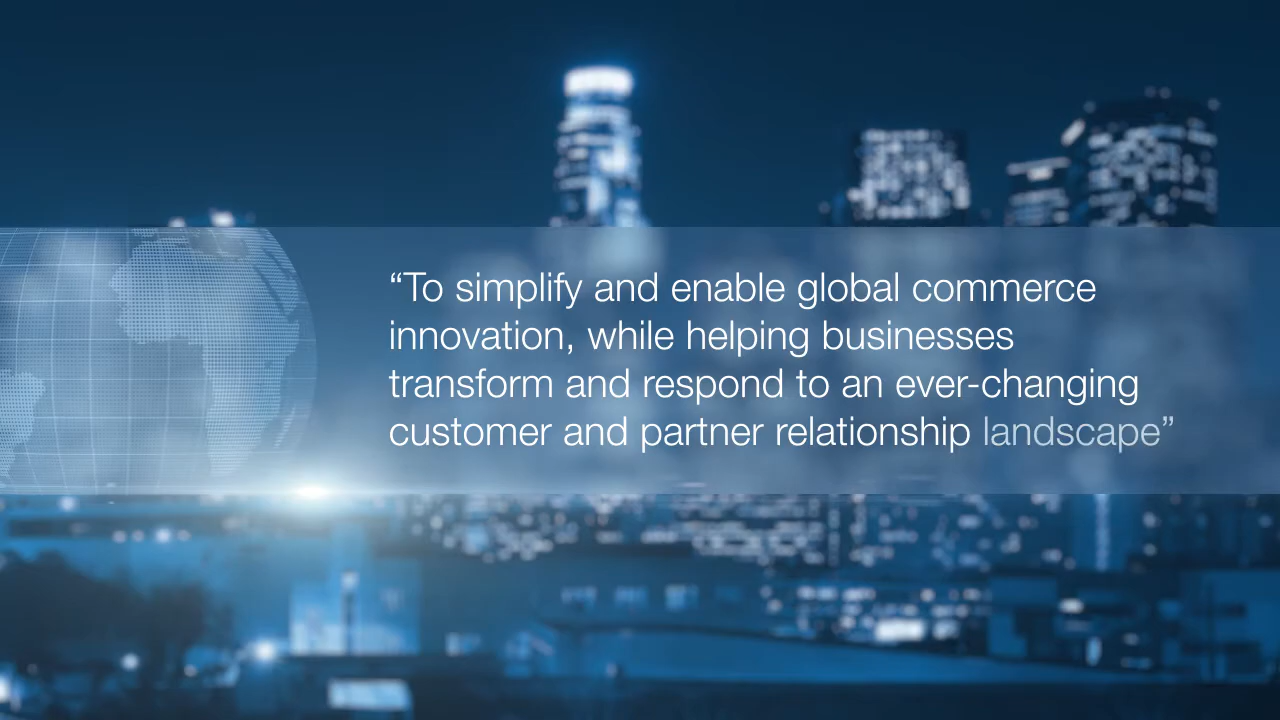 “To simplify and enable global commerce
innovation, while helping businesses
transform and respond to an ever-changing
customer and partner relationship landscape”